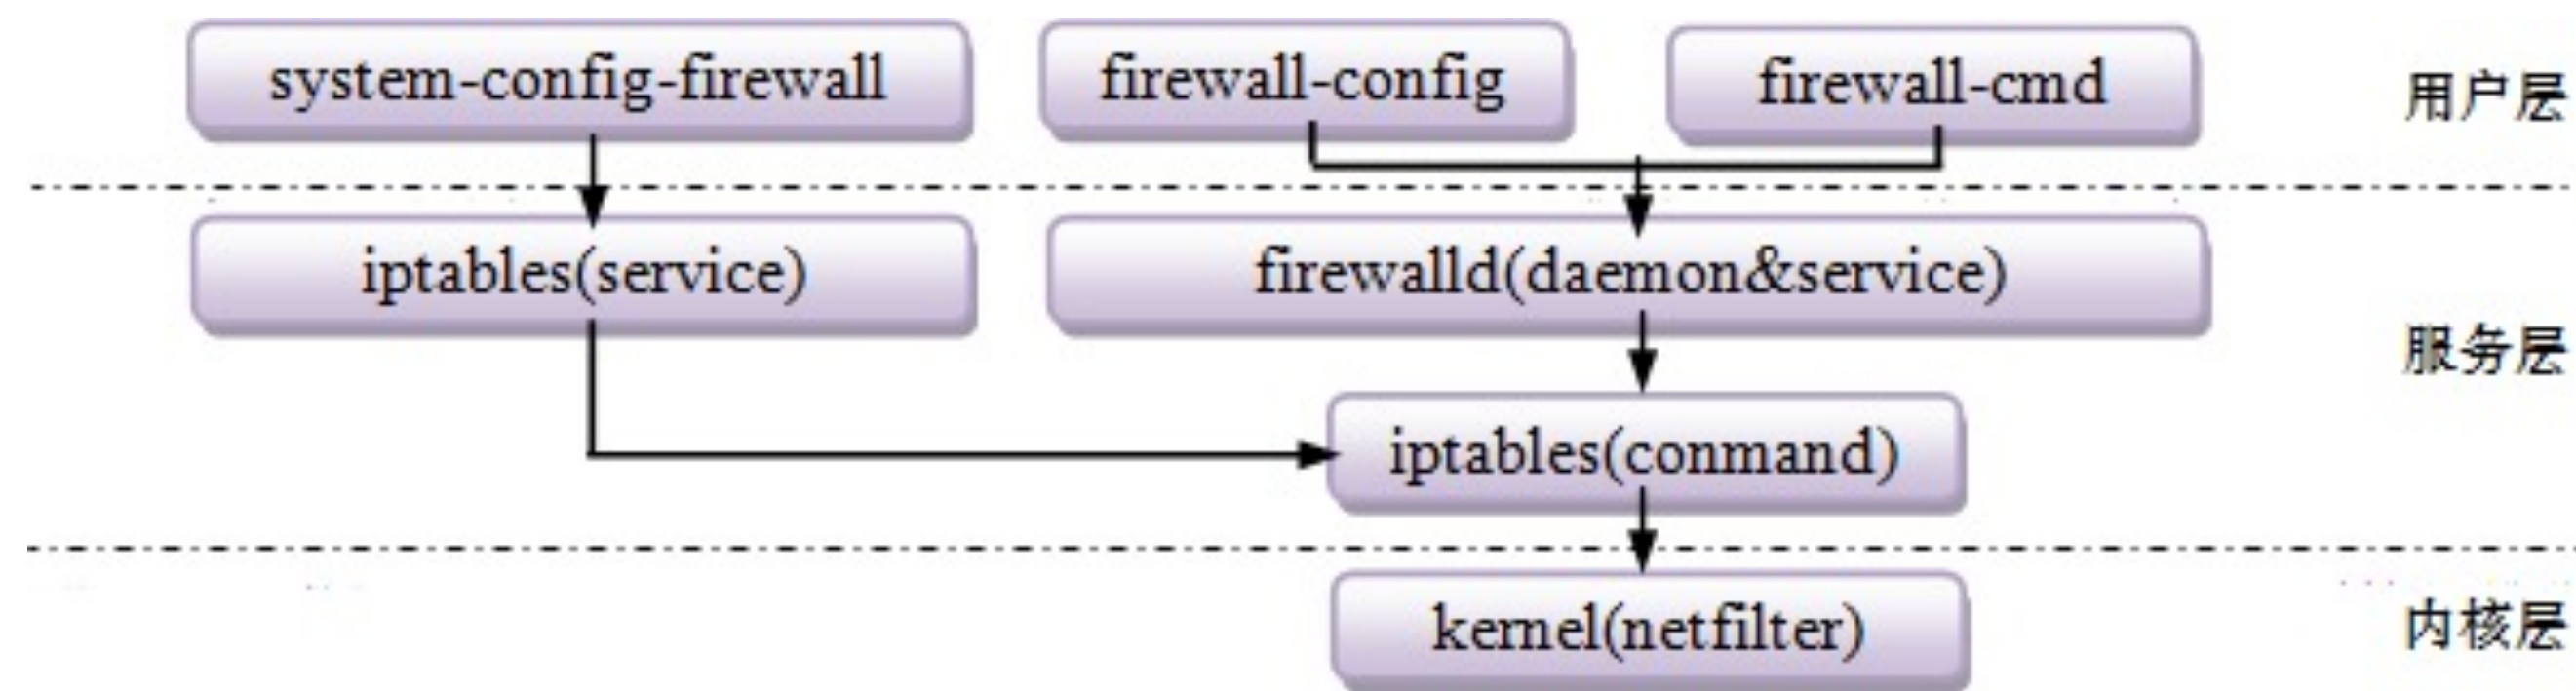 system-config-firewall
firewall-config
firewall-cmd
用户层
iptables(service)
firewalld(daemon&service)
服务层
iptables(conmand)
kernel(netfilter)
内核层